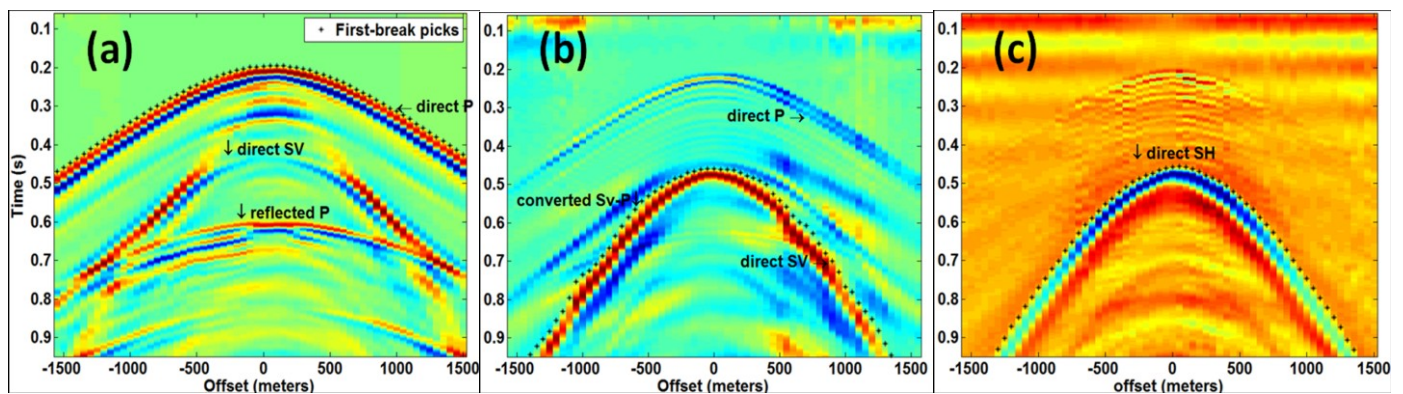 (a)
+ First-break picks
← direct P
↓ direct SV
↓ reflected P
Time (s)
0.1
0.2
0.3
0.4
0.5
0.6
0.7
0.8
0.9
-1500 -1000 -500 0 500 1000 1500
Offset (meters)
(b)
direct P →
converted Sv-P
direct SV
0.1
0.2
0.3
0.4
0.5
0.6
0.7
0.8
0.9
-1500 -1000 -500 0 500 1000 1500
Offset (meters)
(c)
↓ direct SH
0.1
0.2
0.3
0.4
0.5
0.6
0.7
0.8
0.9
-1500 -1000 -500 0 500 1000 1500
offset (meters)